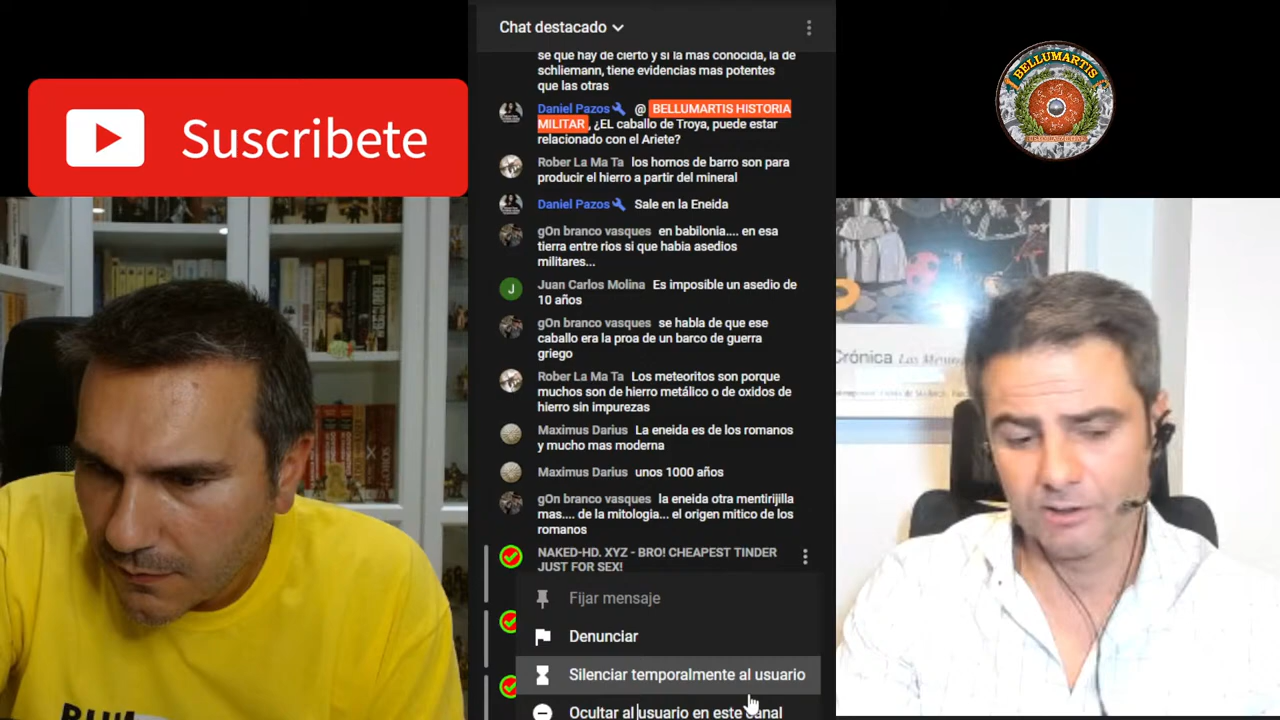 Suscribete
Chat destacado
se que hay de cierto y si la mas conocida, la de
schliemann, tiene evidencias mas potentes
que las otras
Daniel Pazos @ BELLUMARTIS HISTORIA
MILITAR, ¿EL caballo de Troya, puede estar
relacionado con el Ariete?
Rober La Ma Ta los hornos de barro son para
producir el hierro a partir del mineral
Daniel Pazos Sale en la Eneida
gOn branco vasques en babilonia.... en esa
tierra entre rios si que habia asedios
militares...
J Juan Carlos Molina Es imposible un asedio de
10 años
gOn branco vasques se habla de que ese
caballo era la proa de un barco de guerra
griego
Rober La Ma Ta Los meteoritos son porque
muchos son de hierro metálico o de oxidos de
hierro sin impurezas
Maximus Darius La eneida es de los romanos
y mucho mas moderna
Maximus Darius unos 1000 años
gOn branco vasques la eneida otra mentirijilla
mas.... de la mitologia... el origen mitico de los
romanos
NAKED-HD. XYZ - BRO! CHEAPEST TINDER
JUST FOR SEX!
Fijar mensaje
Denunciar
Silenciar temporalmente al usuario
Ocultar al usuario en este canal
BELLUMARTIS
Crónica Las Meninas